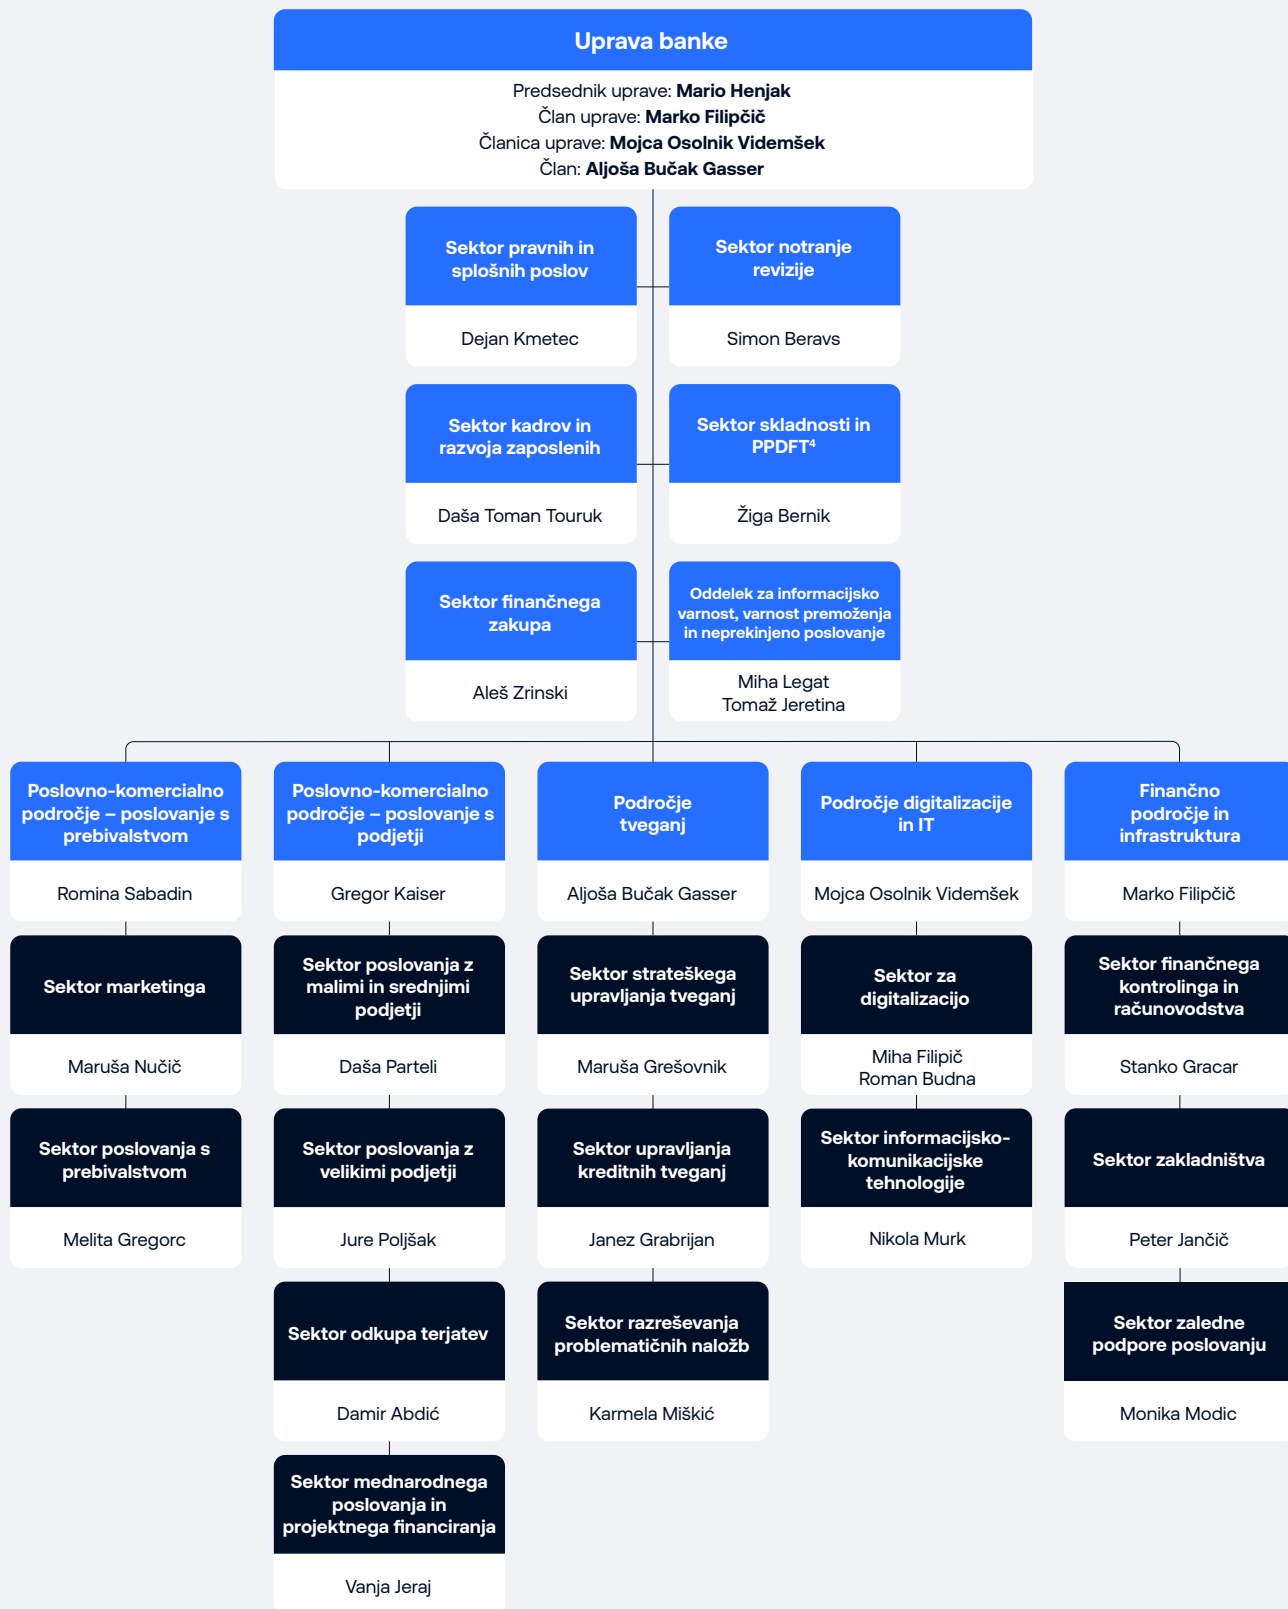 Uprava banke
Predsednik uprave: Mario Henjak
Član uprave: Marko Filipčič
Članica uprave: Mojca Osolnik Videmšek
Član: Aljoša Bučak Gasser
Sektor pravnih in
splošnih poslov
Dejan Kmetec
Sektor notranje
revizije
Simon Beravs
Sektor kadrov in
razvoja zaposlenih
Daša Toman Touruk
Sektor skladnosti in
PPDFT⁴
Žiga Bernik
Sektor finančnega
zakupa
Aleš Zrinski
Oddelek za informacijsko
varnost, varnost premoženja
in neprekinjeno poslovanje
Miha Legat
Tomaž Jeretina
Poslovno-komercialno
področje – poslovanje s
prebivalstvom
Romina Sabadin
Sektor marketinga
Maruša Nučič
Sektor poslovanja s
prebivalstvom
Melita Gregorc
Poslovno-komercialno
področje – poslovanje s
podjetji
Gregor Kaiser
Sektor poslovanja z
malimi in srednjimi
podjetji
Daša Parteli
Sektor poslovanja z
velikimi podjetji
Jure Poljšak
Sektor odkupa terjatev
Damir Abdić
Sektor mednarodnega
poslovanja in
projektnega financiranja
Vanja Jeraj
Področje
tveganj
Aljoša Bučak Gasser
Sektor strateškega
upravljanja tveganj
Maruša Grešovnik
Sektor upravljanja
kreditnih tveganj
Janez Grabrijan
Sektor razreševanja
problematičnih naložb
Karmela Miškić
Področje digitalizacije
in IT
Mojca Osolnik Videmšek
Sektor za
digitalizacijo
Miha Filipič
Roman Budna
Sektor informacijsko-
komunikacijske
tehnologije
Nikola Murk
Finančno
področje in
infrastruktura
Marko Filipčič
Sektor finančnega
kontrolinga in
računovodstva
Stanko Gracar
Sektor zakladništva
Peter Jančič
Sektor zaledne
podpore poslovanju
Monika Modic